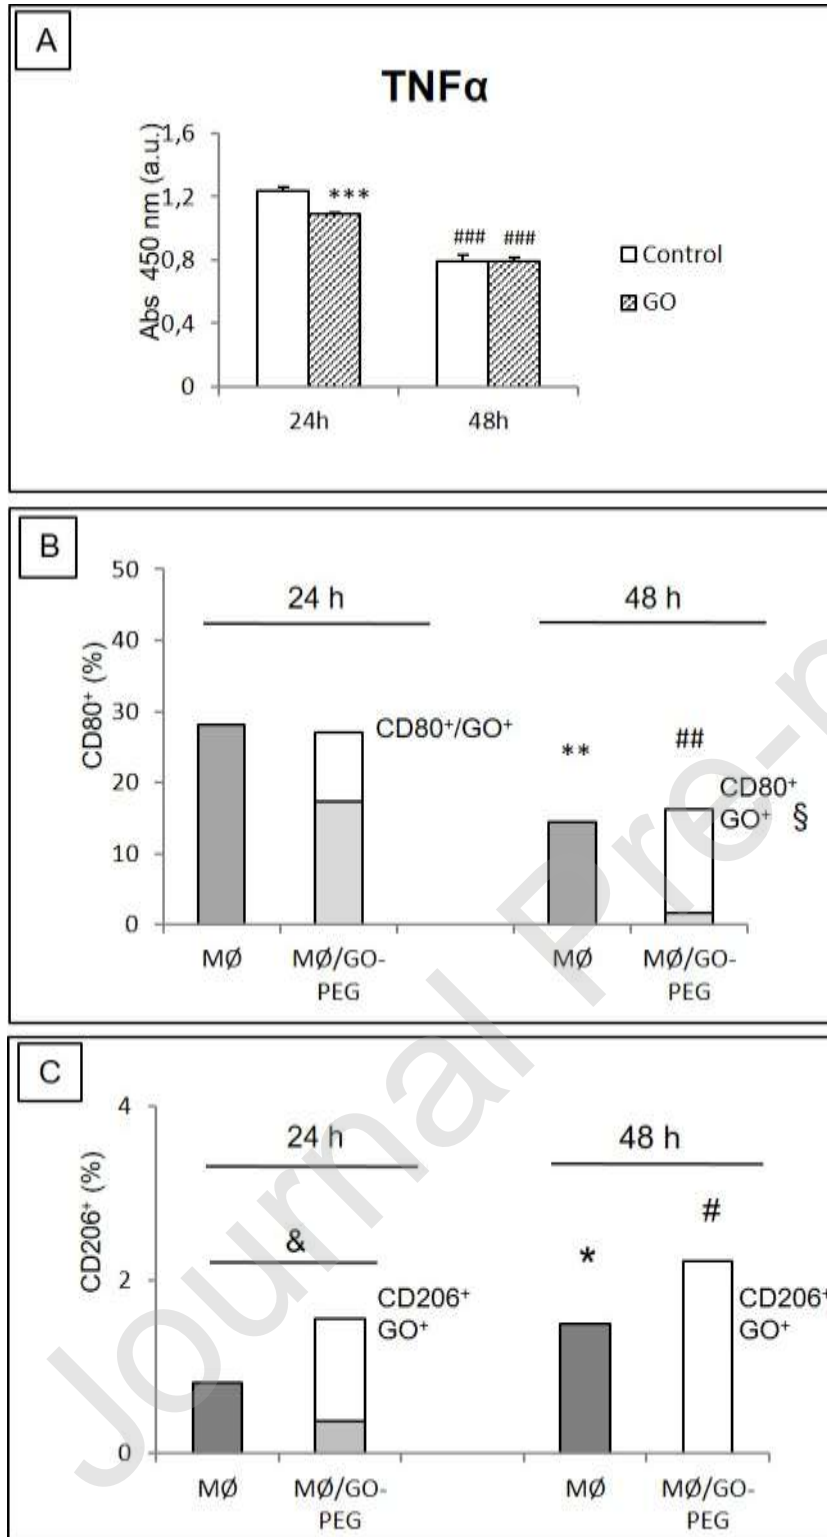 A
TNFα
Abs 450 nm (a.u.)
1,6
1,2
0,8
0,4
0
***
### ###
Control
GO
24h 48h
B
CD80⁺ (%)
50
40
30
20
10
0
24 h 48 h
CD80⁺/GO⁺
** ##
CD80⁺
GO⁺ §
MØ MØ/GO- MØ MØ/GO-
PEG PEG
C
CD206⁺ (%)
4
2
0
24 h 48 h
&
* #
CD206⁺ CD206⁺
GO⁺ GO⁺
MØ MØ/GO- MØ MØ/GO-
PEG PEG
Journal Pre-